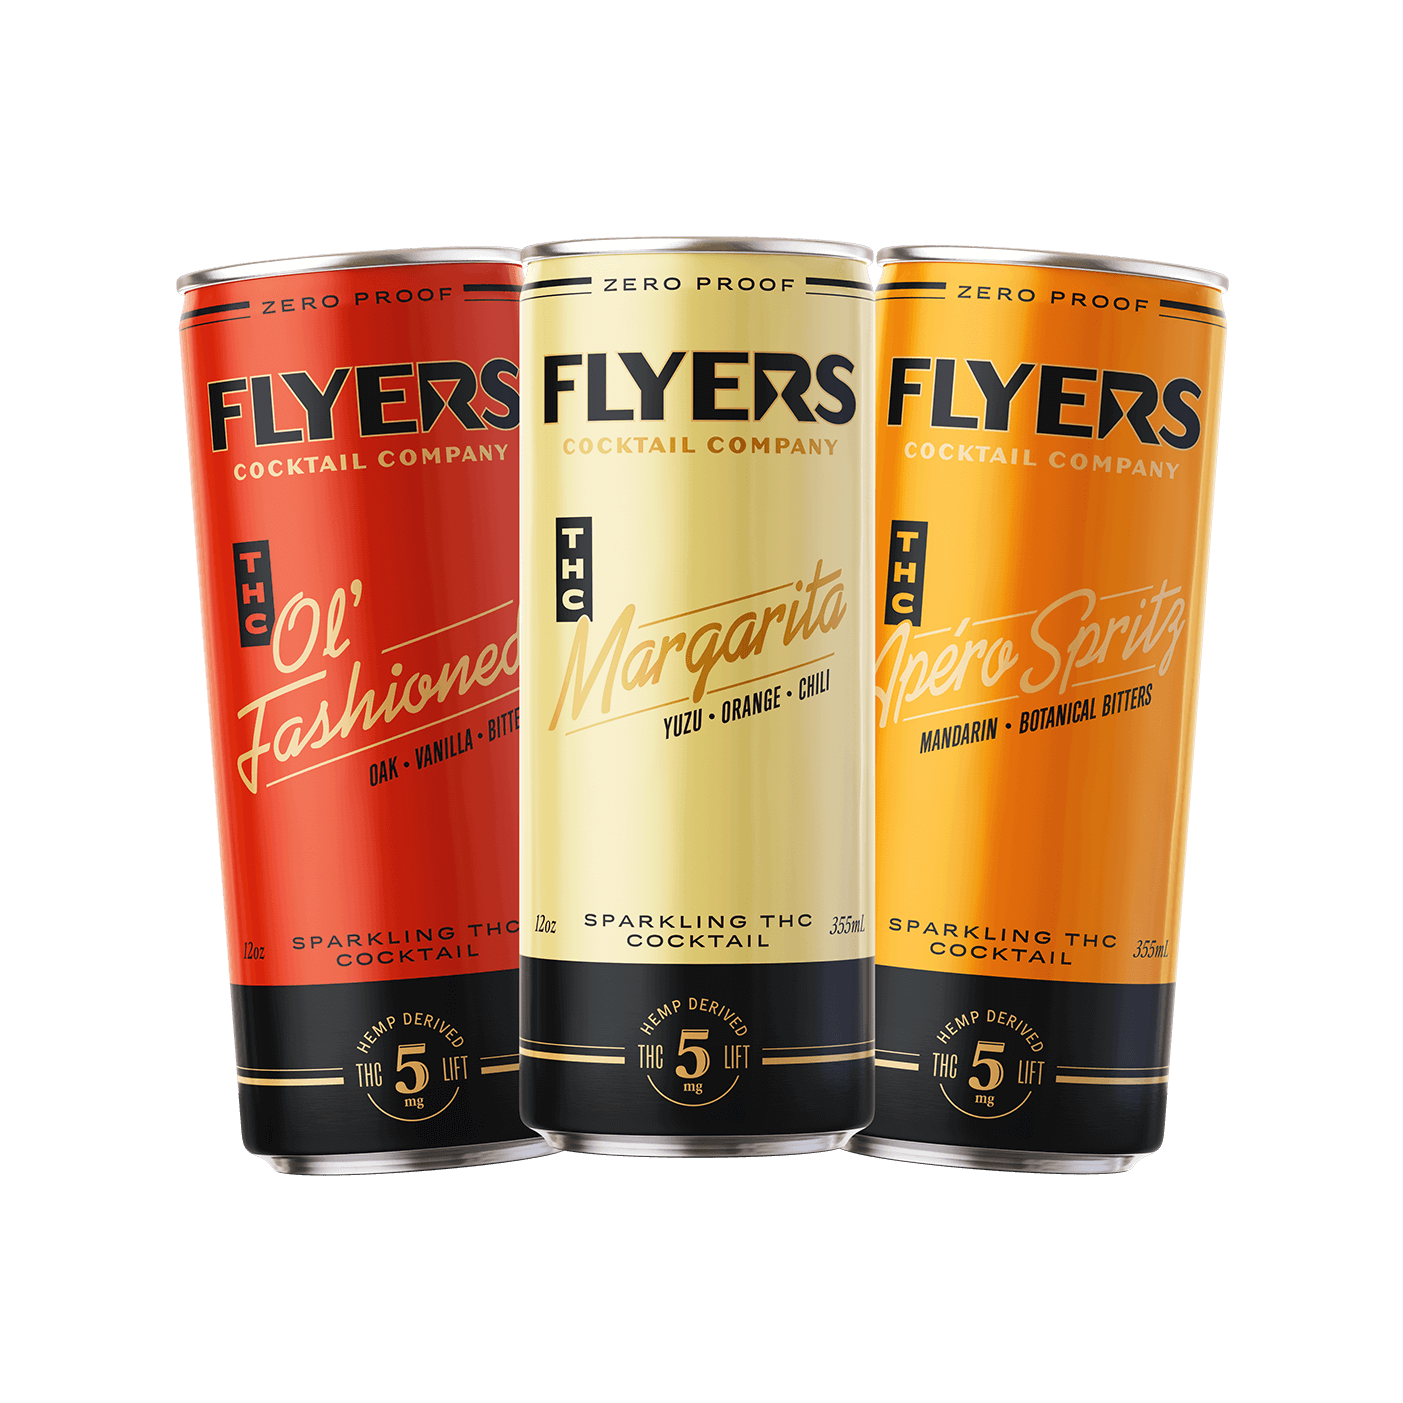 ZERO PROOF
FLYERS
COCKTAIL COMPANY
THC
Ol'
Fashioned
OAK • VANILLA •
12oz
SPARKLING THC
COCKTAIL
HEMP DERIVED
THC 5 LIFT
mg
ZERO PROOF
FLYERS
COCKTAIL COMPANY
THC
Margarita
YUZU • ORANGE • CHILI
12oz
SPARKLING THC
COCKTAIL
355mL
HEMP DERIVED
THC 5 LIFT
mg
ZERO PROOF
FLYERS
COCKTAIL COMPANY
THC
Apéro Spritz
MANDARIN • BOTANICAL BITTERS
SPARKLING THC
COCKTAIL
355mL
HEMP DERIVED
THC 5 LIFT
mg